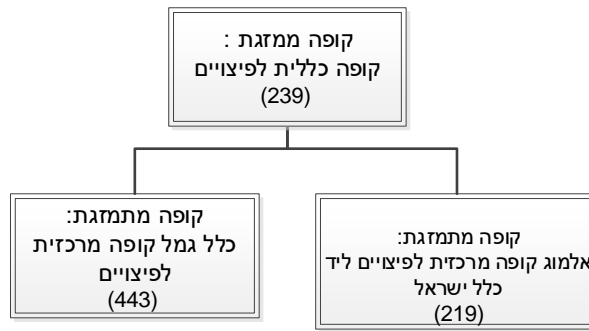 קופה ממזגת :
קופה כללית לפיצויים
(239)
קופה מתמזגת:
כלל גמל קופה מרכזית
לפיצויים
(443)
קופה מתמזגת:
אלמוג קופה מרכזית לפיצויים ליד
כלל ישראל
(219)